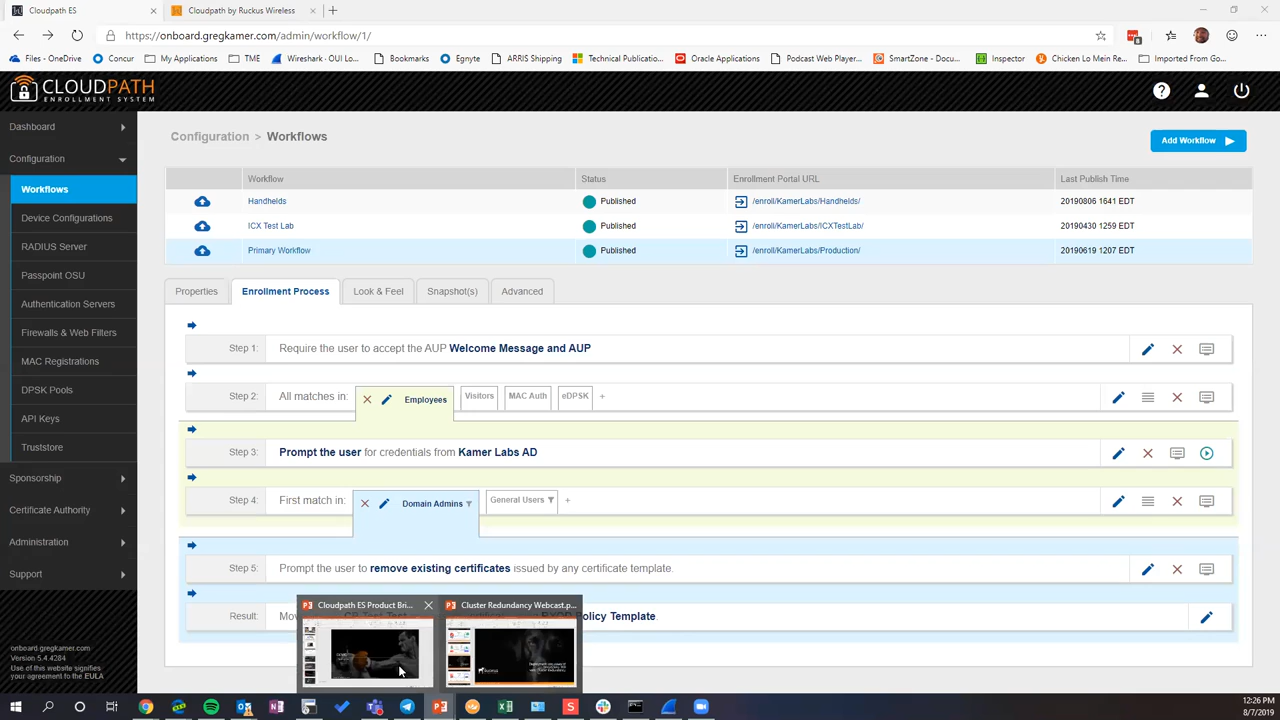 Cloudpath ES
Cloudpath by Ruckus Wireless
https://onboard.gregkamer.com/admin/workflow/1/
Files - OneDrive
Concur
My Applications
TME
Wireshark · OUI Lo...
Podium
Egnyte
ARRIS Shipping
Technical Publicatio...
Oracle Applications
Podcast Web Player...
SmartZone - Docu...
Inspector
Chicken Lo Mein Re...
Imported From Go...
CLOUDPATH
ENROLLMENT SYSTEM
Dashboard
Configuration
Workflows
Device Configurations
RADIUS Server
Passpoint OSU
Authentication Servers
Firewalls & Web Filters
MAC Registrations
DPSK Pools
API Keys
Truststore
Sponsorship
Certificate Authority
Administration
Support
onboard.gregkamer.com
Version 5.4.4284
Use of this website signifies
your agreement to the EULA
Configuration > Workflows
Add Workflow
Workflow Status Enrollment Portal URL Last Publish Time
Handhelds Published /enroll/KamerLabs/Handhelds/ 20190806 1641 EDT
ICX Test Lab Published /enroll/KamerLabs/ICXTestLab/ 20190430 1259 EDT
Primary Workflow Published /enroll/KamerLabs/Production/ 20190619 1207 EDT
Properties Enrollment Process Look & Feel Snapshot(s) Advanced
Step 1: Require the user to accept the AUP Welcome Message and AUP
Step 2: All matches in: Employees Visitors MAC Auth eDPSK +
Step 3: Prompt the user for credentials from Kamer Labs AD
Step 4: First match in: Domain Admins General Users +
Step 5: Prompt the user to remove existing certificates issued by any certificate template.
Result: Policy Template
Cloudpath ES Product Bri...
Cluster Redundancy Webcast.p...
12:26 PM
8/7/2019